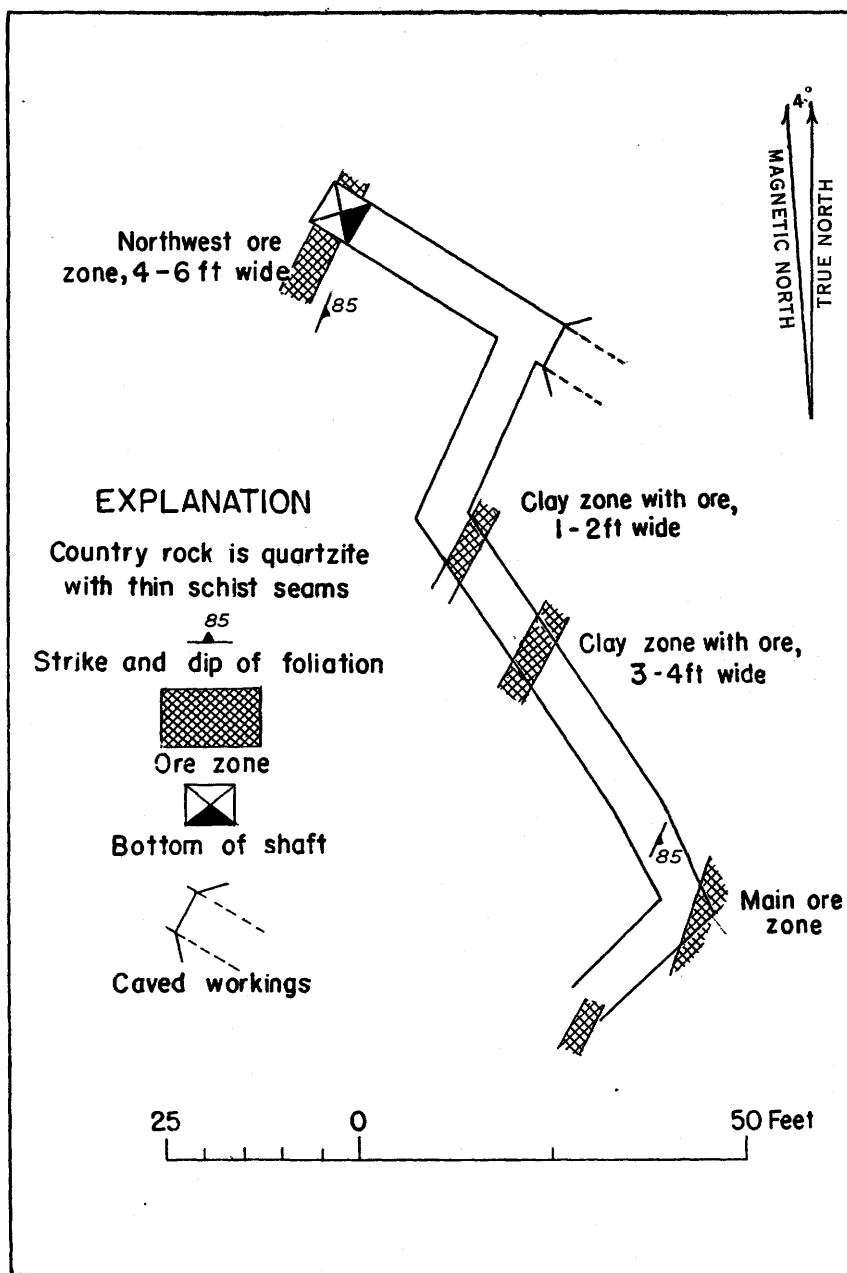 4°
MAGNETIC NORTH
TRUE NORTH
Northwest ore
zone, 4-6 ft wide
85
EXPLANATION
Country rock is quartzite
with thin schist seams
85
Strike and dip of foliation
Ore zone
Bottom of shaft
Caved workings
Clay zone with ore,
1-2ft wide
Clay zone with ore,
3-4ft wide
85
Main ore
zone
25 0 50 Feet